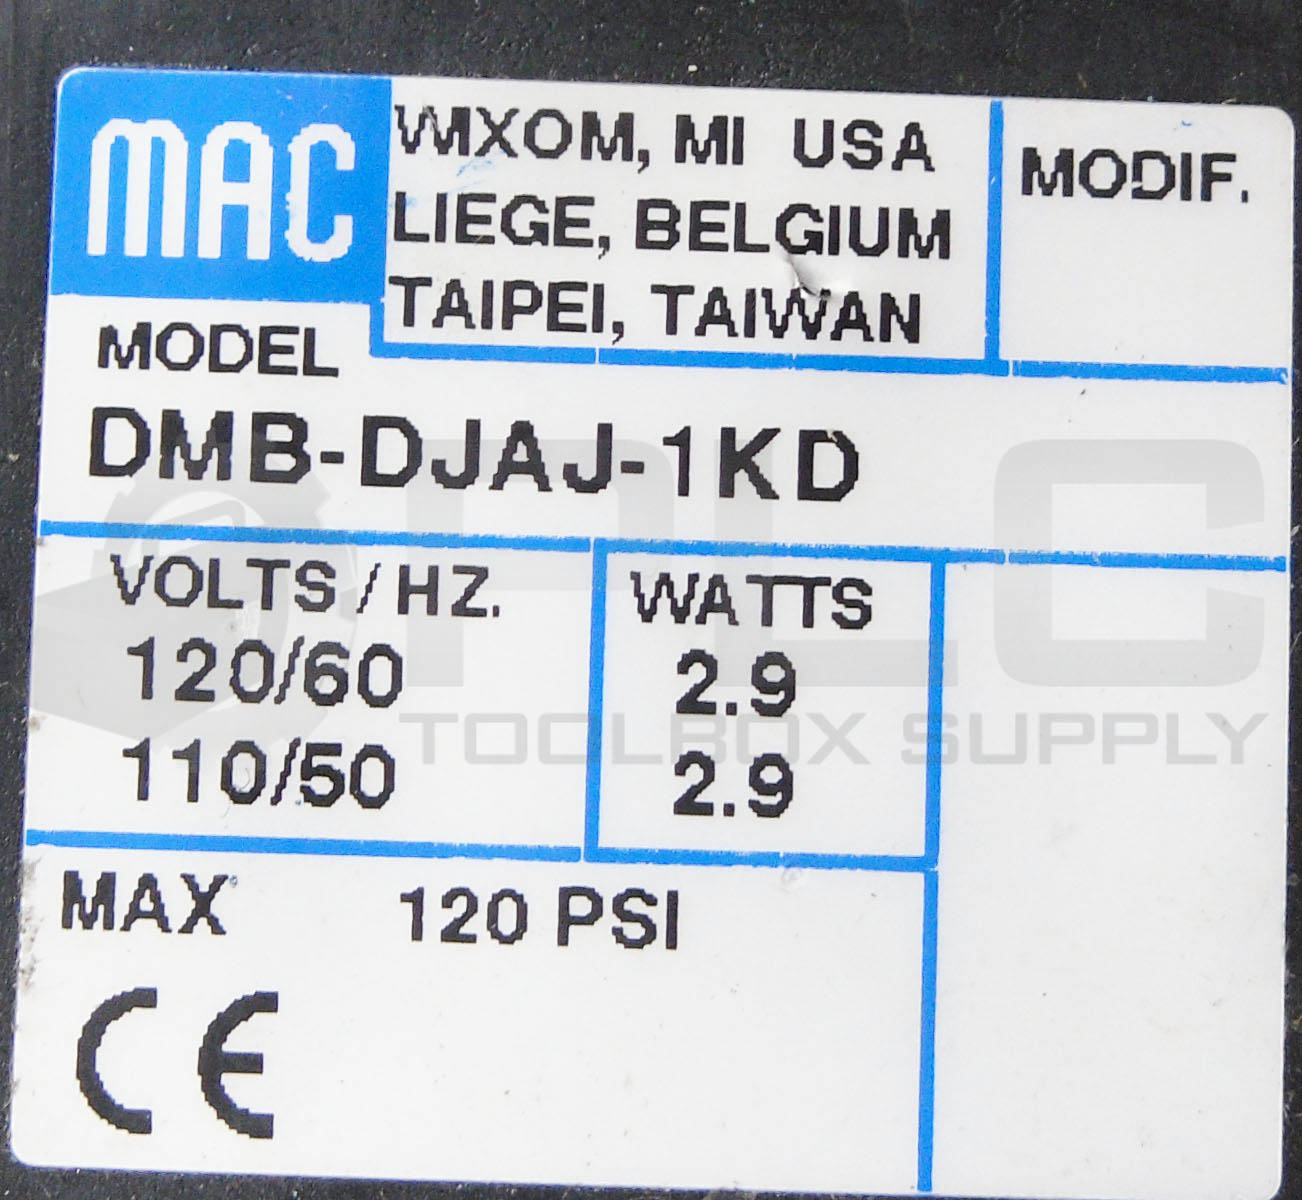 MAC
WIXOM, MI USA
LIEGE, BELGIUM
TAIPEI, TAIWAN
MODIF.
MODEL
DMB-DJAJ-1KD
VOLTS/HZ.
WATTS
120/60
2.9
110/50
2.9
MAX 120 PSI
CE
PLC
TOOLBOX SUPPLY